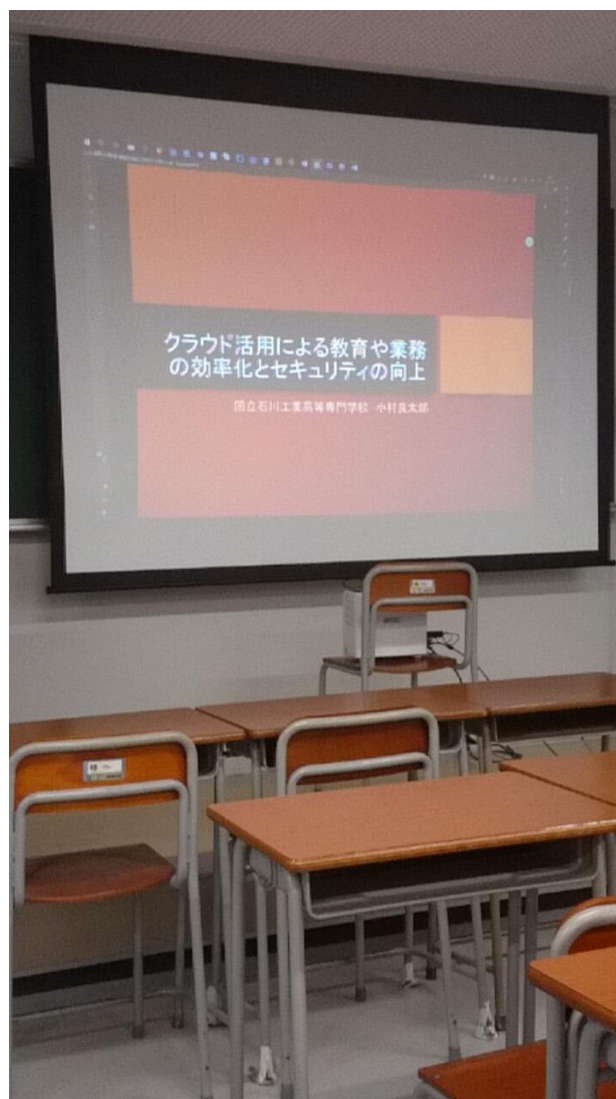 クラウド活用による教育や業務
の効率化とセキュリティの向上
国立石川工業高等専門学校 小村良太郎